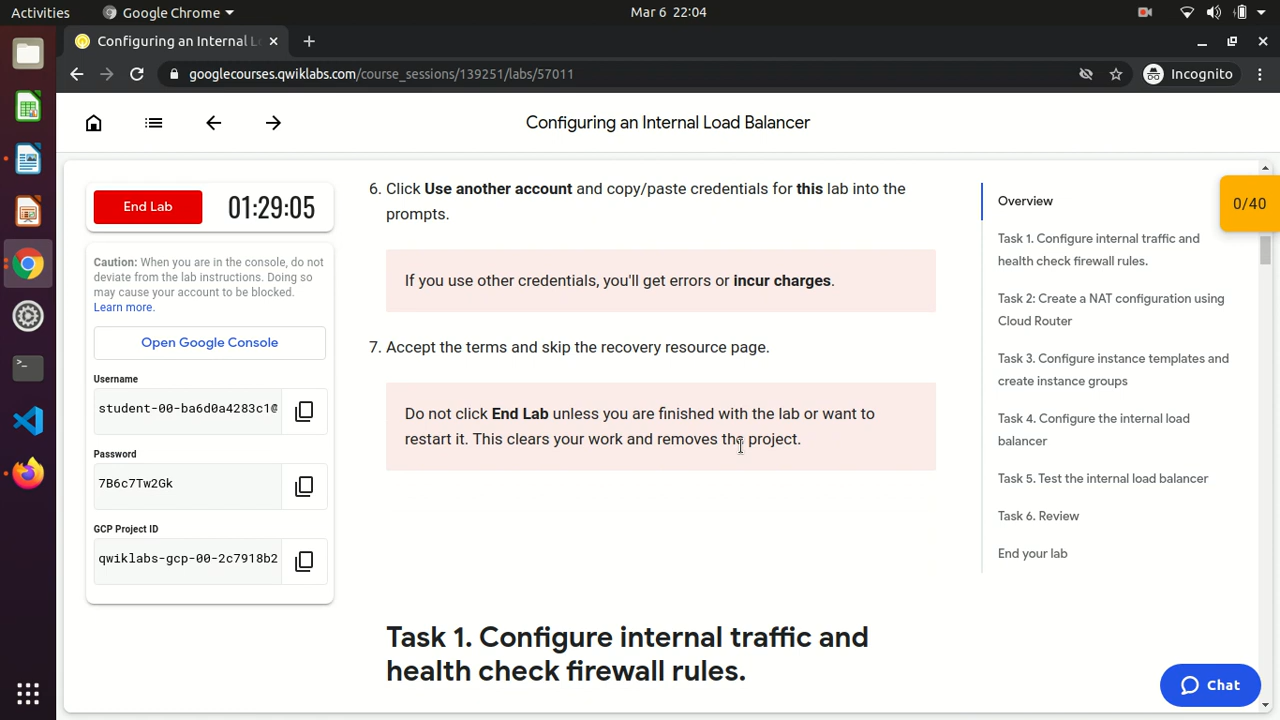 Activities
Google Chrome
Mar 6 22:04
Configuring an Internal L
googlecourses.qwiklabs.com/course_sessions/139251/labs/57011
Incognito
Configuring an Internal Load Balancer
End Lab
01:29:05
Caution: When you are in the console, do not
deviate from the lab instructions. Doing so
may cause your account to be blocked.
Learn more.
Open Google Console
Username
student-00-ba6d0a4283c1@
Password
7B6c7Tw2Gk
GCP Project ID
qwiklabs-gcp-00-2c7918b2
6. Click Use another account and copy/paste credentials for this lab into the
prompts.
If you use other credentials, you'll get errors or incur charges.
7. Accept the terms and skip the recovery resource page.
Do not click End Lab unless you are finished with the lab or want to
restart it. This clears your work and removes the project.
Task 1. Configure internal traffic and
health check firewall rules.
Overview
0/40
Task 1. Configure internal traffic and
health check firewall rules.
Task 2: Create a NAT configuration using
Cloud Router
Task 3. Configure instance templates and
create instance groups
Task 4. Configure the internal load
balancer
Task 5. Test the internal load balancer
Task 6. Review
End your lab
Chat